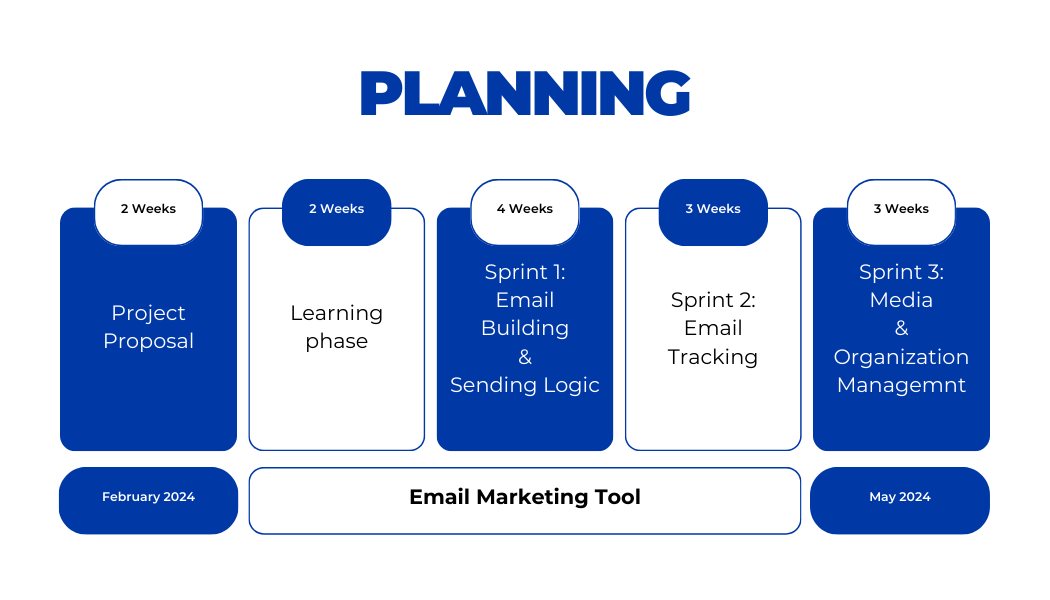 PLANNING
2 Weeks
Project
Proposal
2 Weeks
Learning
phase
4 Weeks
Sprint 1:
Email
Building
&
Sending Logic
3 Weeks
Sprint 2:
Email
Tracking
3 Weeks
Sprint 3:
Media
&
Organization
Managemnt
February 2024
Email Marketing Tool
May 2024